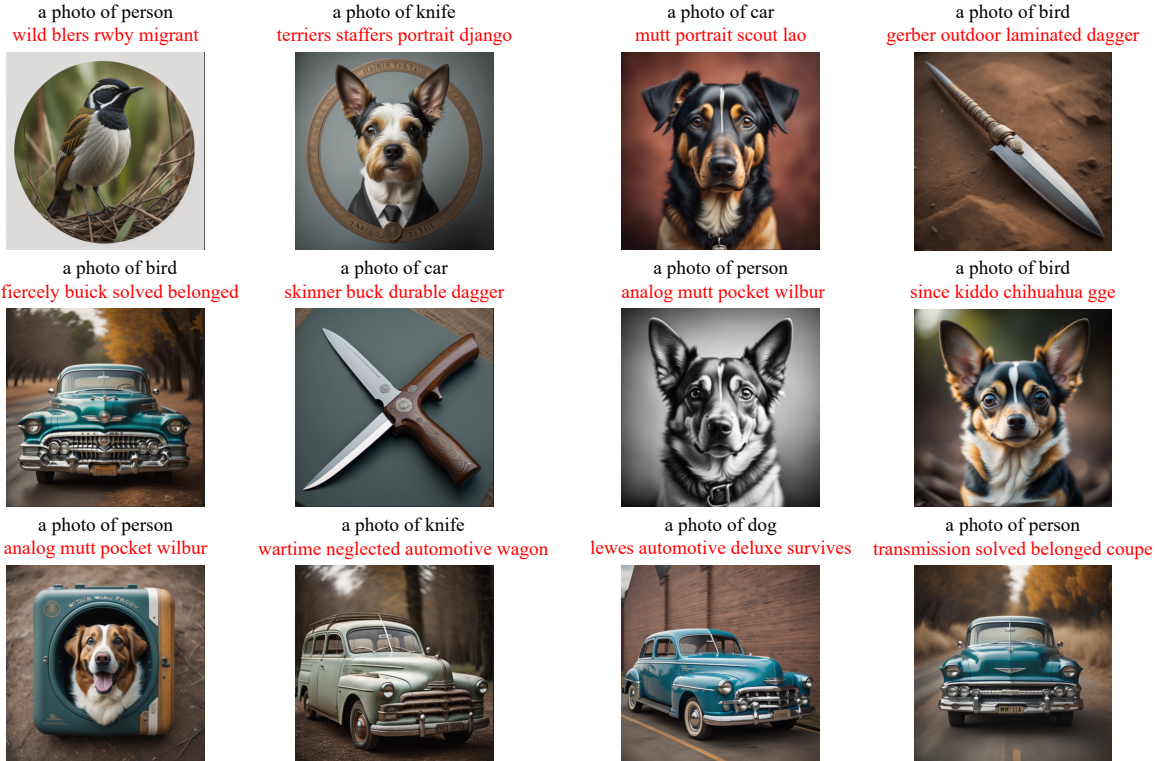 a photo of person
wild blers rwby migrant
a photo of knife
terriers staffers portrait django
a photo of car
mutt portrait scout lao
a photo of bird
gerber outdoor laminated dagger
a photo of bird
fiercely buick solved belonged
a photo of car
skinner buck durable dagger
a photo of person
analog mutt pocket wilbur
a photo of bird
since kiddo chihuahua gge
a photo of person
analog mutt pocket wilbur
a photo of knife
wartime neglected automotive wagon
a photo of dog
lewes automotive deluxe survives
a photo of person
transmission solved belonged coupe